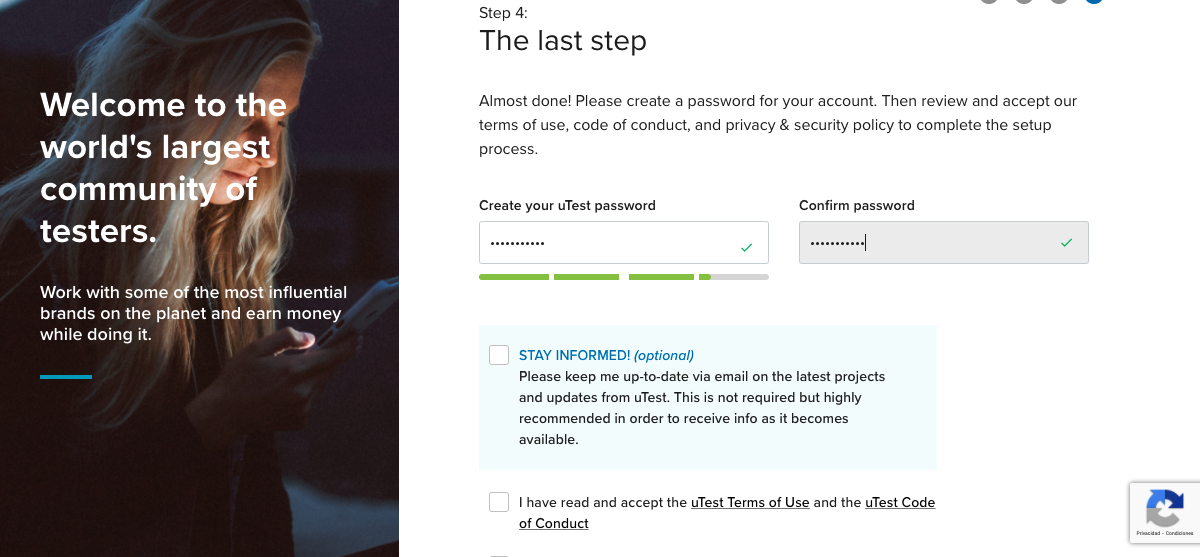 Welcome to the
world's largest
community of
testers.
Work with some of the most influential
brands on the planet and earn money
while doing it.
Step 4:
The last step
Almost done! Please create a password for your account. Then review and accept our
terms of use, code of conduct, and privacy & security policy to complete the setup
process.
Create your uTest password
Confirm password
•••••••••••
•••••••••••
STAY INFORMED! (optional)
Please keep me up-to-date via email on the latest projects
and updates from uTest. This is not required but highly
recommended in order to receive info as it becomes
available.
I have read and accept the uTest Terms of Use and the uTest Code
of Conduct
Privacidad - Condiciones